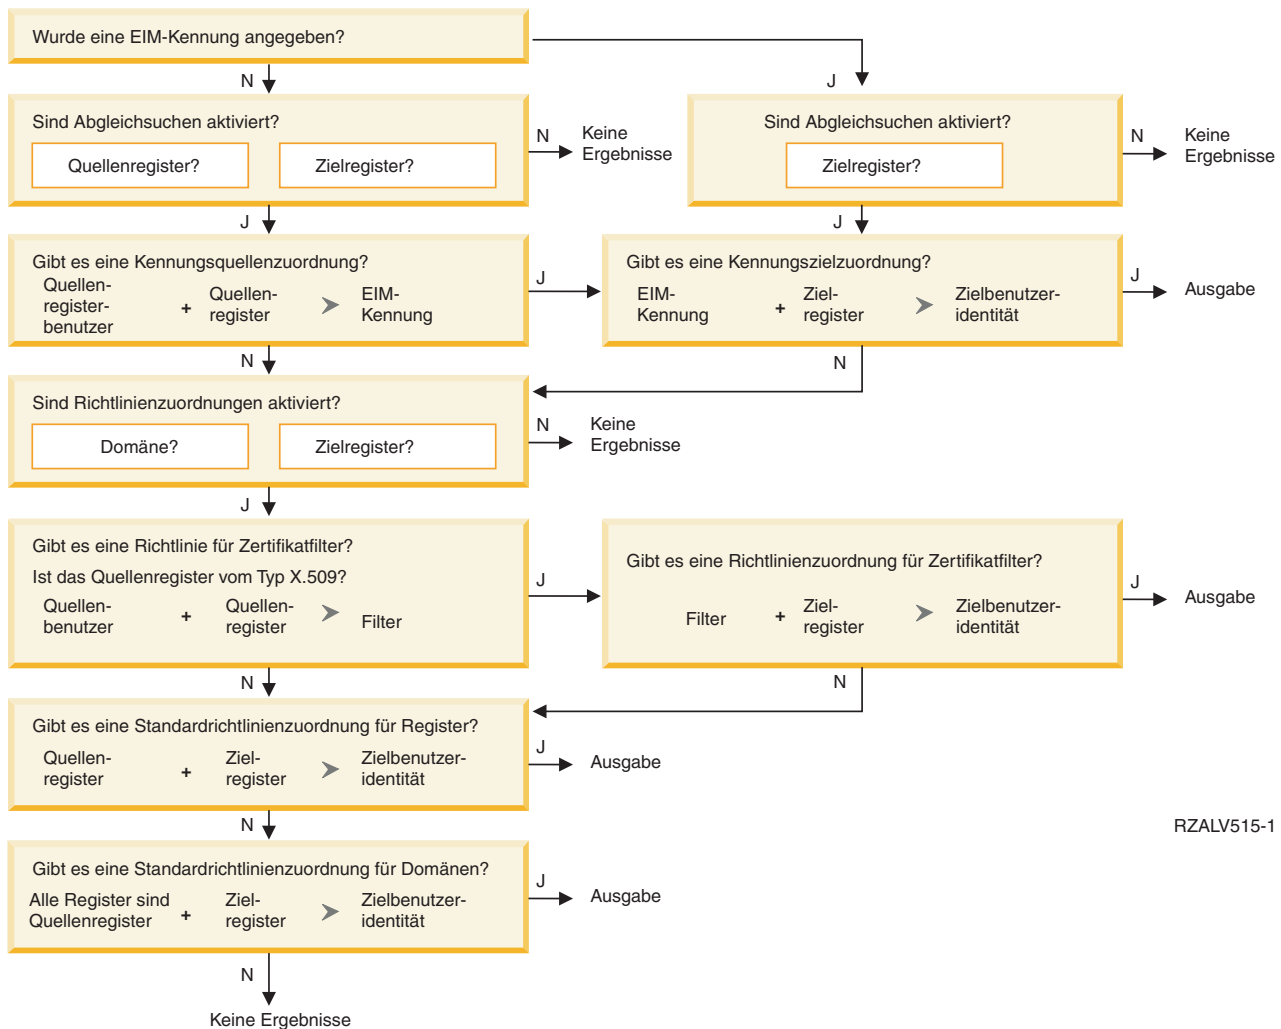 Wurde eine EIM-Kennung angegeben?
N
J
Sind Abgleichsuchen aktiviert?
Quellenregister?
Zielregister?
N
Keine
Ergebnisse
Sind Abgleichsuchen aktiviert?
Zielregister?
N
Keine
Ergebnisse
J
J
Gibt es eine Kennungsquellenzuordnung?
Quellen-
register-
benutzer
+
Quellen-
register
EIM-
Kennung
J
Gibt es eine Kennungszielzuordnung?
EIM-
Kennung
+
Ziel-
register
Zielbenutzer-
identität
J
Ausgabe
N
N
Sind Richtlinienzuordnungen aktiviert?
Domäne?
Zielregister?
N
Keine
Ergebnisse
J
Gibt es eine Richtlinie für Zertifikatfilter?
Ist das Quellenregister vom Typ X.509?
Quellen-
benutzer
+
Quellen-
register
Filter
J
Gibt es eine Richtlinienzuordnung für Zertifikatfilter?
Filter
+
Ziel-
register
Zielbenutzer-
identität
J
Ausgabe
N
N
Gibt es eine Standardrichtlinienzuordnung für Register?
Quellen-
register
+
Ziel-
register
Zielbenutzer-
identität
J
Ausgabe
N
RZALV515-1
Gibt es eine Standardrichtlinienzuordnung für Domänen?
Alle Register sind
Quellenregister
+
Ziel-
register
Zielbenutzer-
identität
J
Ausgabe
N
Keine Ergebnisse